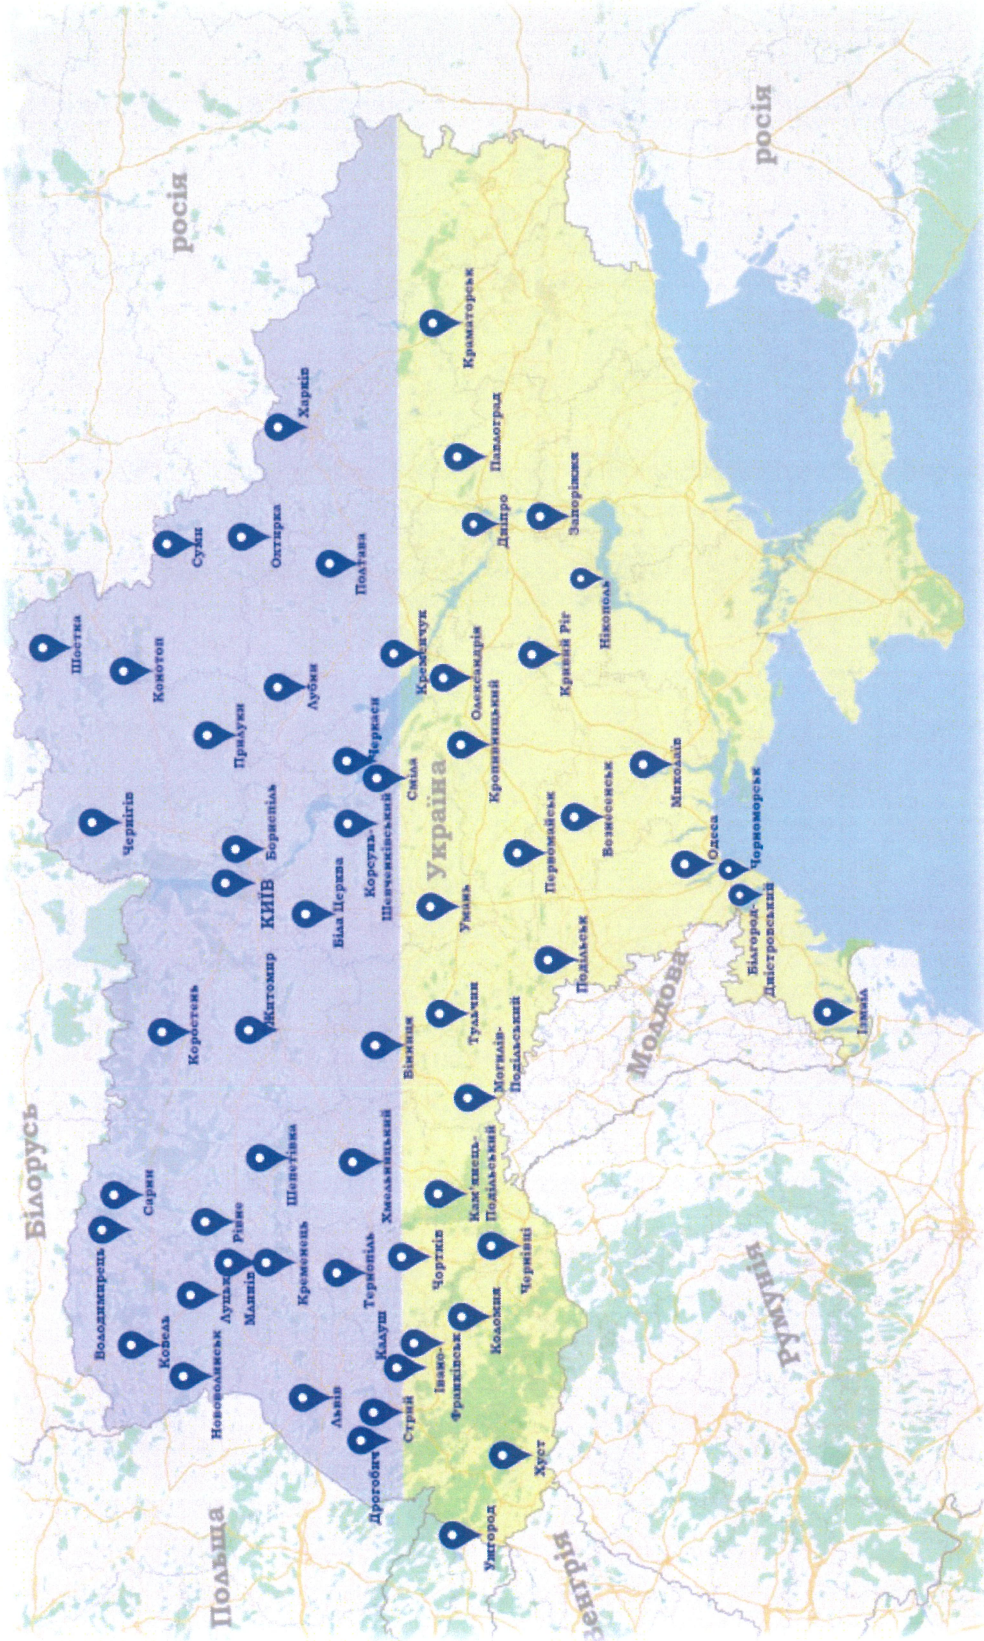 Білорусь
росія
Польща
Шостка
Чернігів
Конотоп
Володимирець
Сарни
Ковель
Коростень
Суми
Нововолинськ
Луцьк
Рівне
Прилуки
Млинів
КИЇВ
Бориспіль
Охтирка
Житомир
Шепетівка
Кременець
Лубни
Харків
Львів
Біла Церква
Полтава
Тернопіль
Хмельницький
Черкаси
Корсунь-
Шевченківський
Сміла
Дрогобич
Стрий
Калуш
Вінниця
Кременчук
Чортків
Івано-
Франківськ
Україна
Умань
Тульчин
Олександрія
Краматорськ
Кам'янець-
Подільський
Могилів-
Подільський
Кропивницький
Павлоград
Ужгород
Коломия
Дніпро
Чернівці
Хуст
Первомайськ
Кривий Ріг
Запоріжжя
Подільськ
Вознесенськ
Нікополь
Миколаїв
Молдова
Одеса
Чорноморськ
Білгород-
Дністровський
Ізмаїл
Румунія
росія